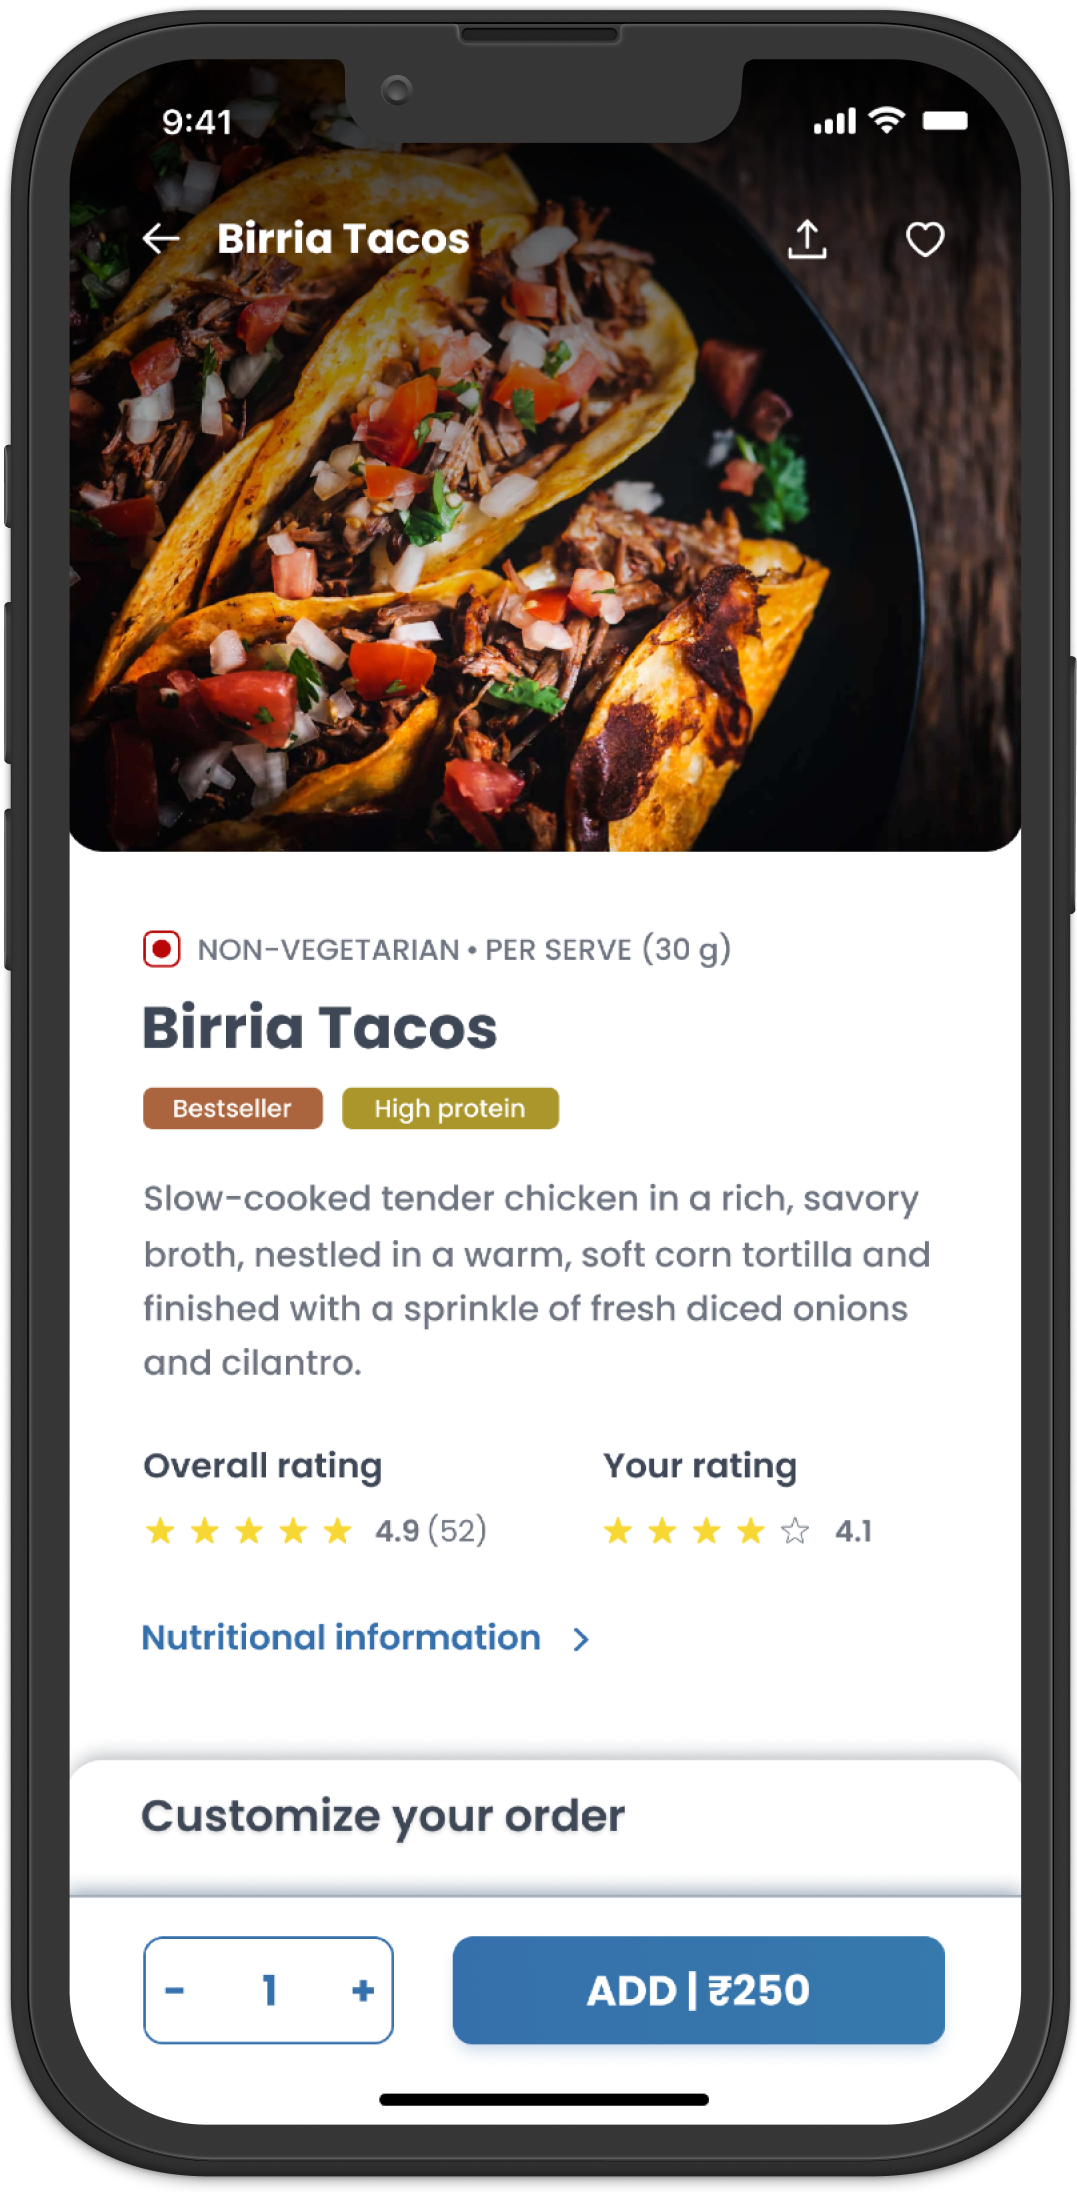 9:41
Birria Tacos
NON-VEGETARIAN • PER SERVE (30 g)
Birria Tacos
Bestseller High protein
Slow-cooked tender chicken in a rich, savory
broth, nestled in a warm, soft corn tortilla and
finished with a sprinkle of fresh diced onions
and cilantro.
Overall rating Your rating
4.9 (52) 4.1
Nutritional information >
Customize your order
- 1 + ADD | ₹250